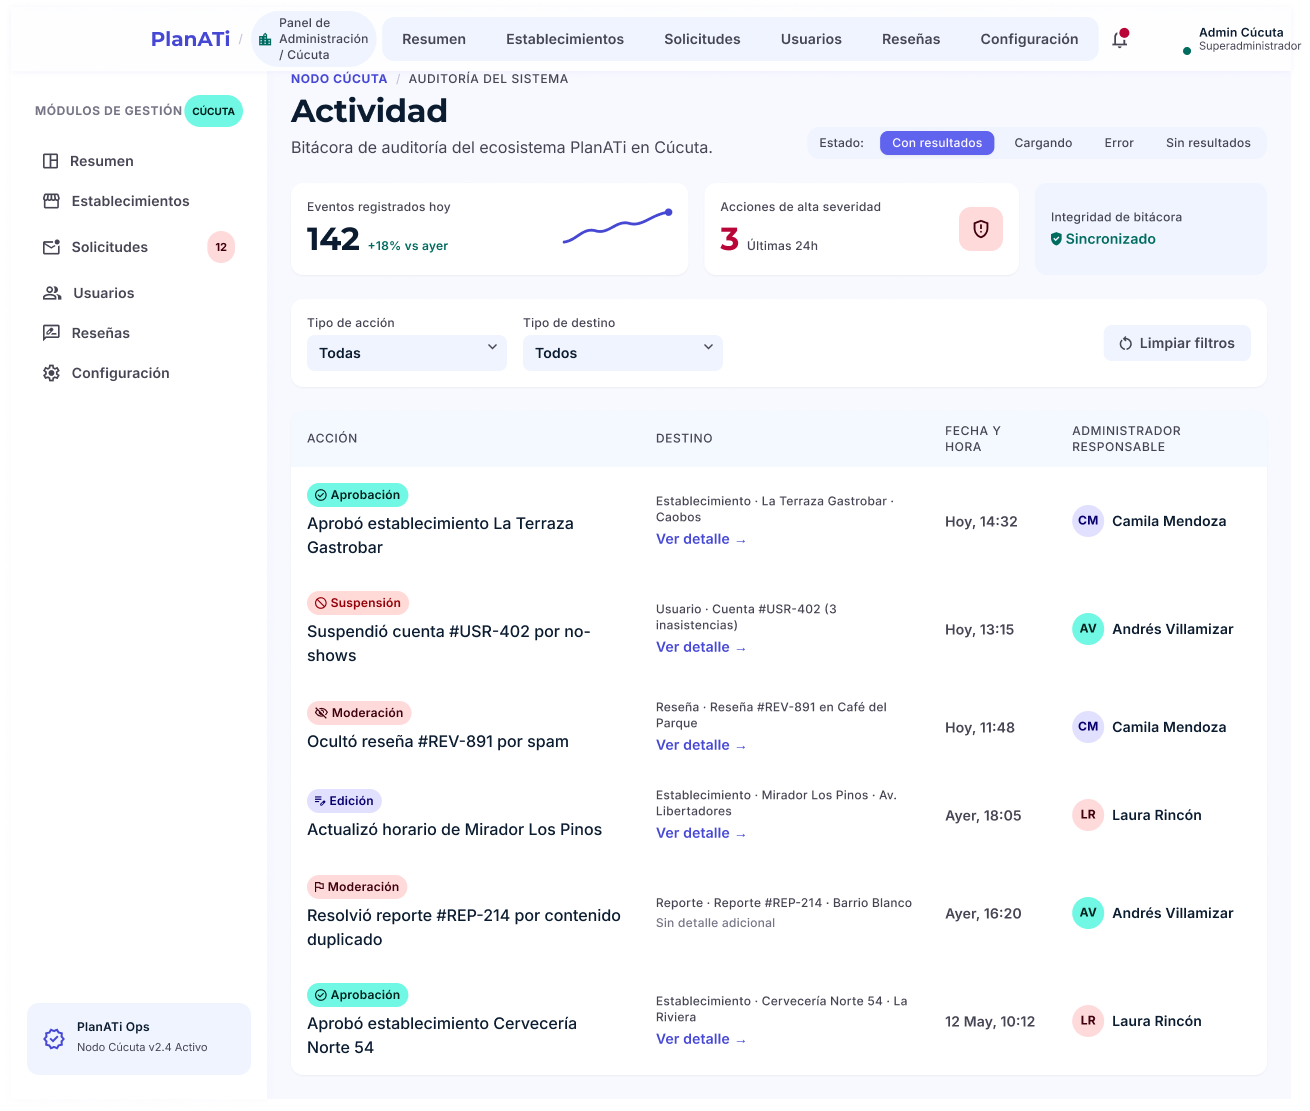 PlanATi
/
Panel de
Administración
/ Cúcuta
Resumen
Establecimientos
Solicitudes
Usuarios
Reseñas
Configuración
Admin Cúcuta
Superadministrador
MÓDULOS DE GESTIÓN
CÚCUTA
Resumen
Establecimientos
Solicitudes
12
Usuarios
Reseñas
Configuración
PlanATi Ops
Nodo Cúcuta v2.4 Activo
NODO CÚCUTA / AUDITORÍA DEL SISTEMA
Actividad
Bitácora de auditoría del ecosistema PlanATi en Cúcuta.
Estado:
Con resultados
Cargando
Error
Sin resultados
Eventos registrados hoy
142 +18% vs ayer
Acciones de alta severidad
3 Últimas 24h
Integridad de bitácora
Sincronizado
Tipo de acción
Todas
Tipo de destino
Todos
Limpiar filtros
ACCIÓN
DESTINO
FECHA Y
HORA
ADMINISTRADOR
RESPONSABLE
Aprobación
Aprobó establecimiento La Terraza
Gastrobar
Establecimiento · La Terraza Gastrobar ·
Caobos
Ver detalle →
Hoy, 14:32
CM
Camila Mendoza
Suspensión
Suspendió cuenta #USR-402 por no-
shows
Usuario · Cuenta #USR-402 (3
inasistencias)
Ver detalle →
Hoy, 13:15
AV
Andrés Villamizar
Moderación
Ocultó reseña #REV-891 por spam
Reseña · Reseña #REV-891 en Café del
Parque
Ver detalle →
Hoy, 11:48
CM
Camila Mendoza
Edición
Actualizó horario de Mirador Los Pinos
Establecimiento · Mirador Los Pinos · Av.
Libertadores
Ver detalle →
Ayer, 18:05
LR
Laura Rincón
Moderación
Resolvió reporte #REP-214 por contenido
duplicado
Reporte · Reporte #REP-214 · Barrio Blanco
Sin detalle adicional
Ayer, 16:20
AV
Andrés Villamizar
Aprobación
Aprobó establecimiento Cervecería
Norte 54
Establecimiento · Cervecería Norte 54 · La
Riviera
Ver detalle →
12 May, 10:12
LR
Laura Rincón